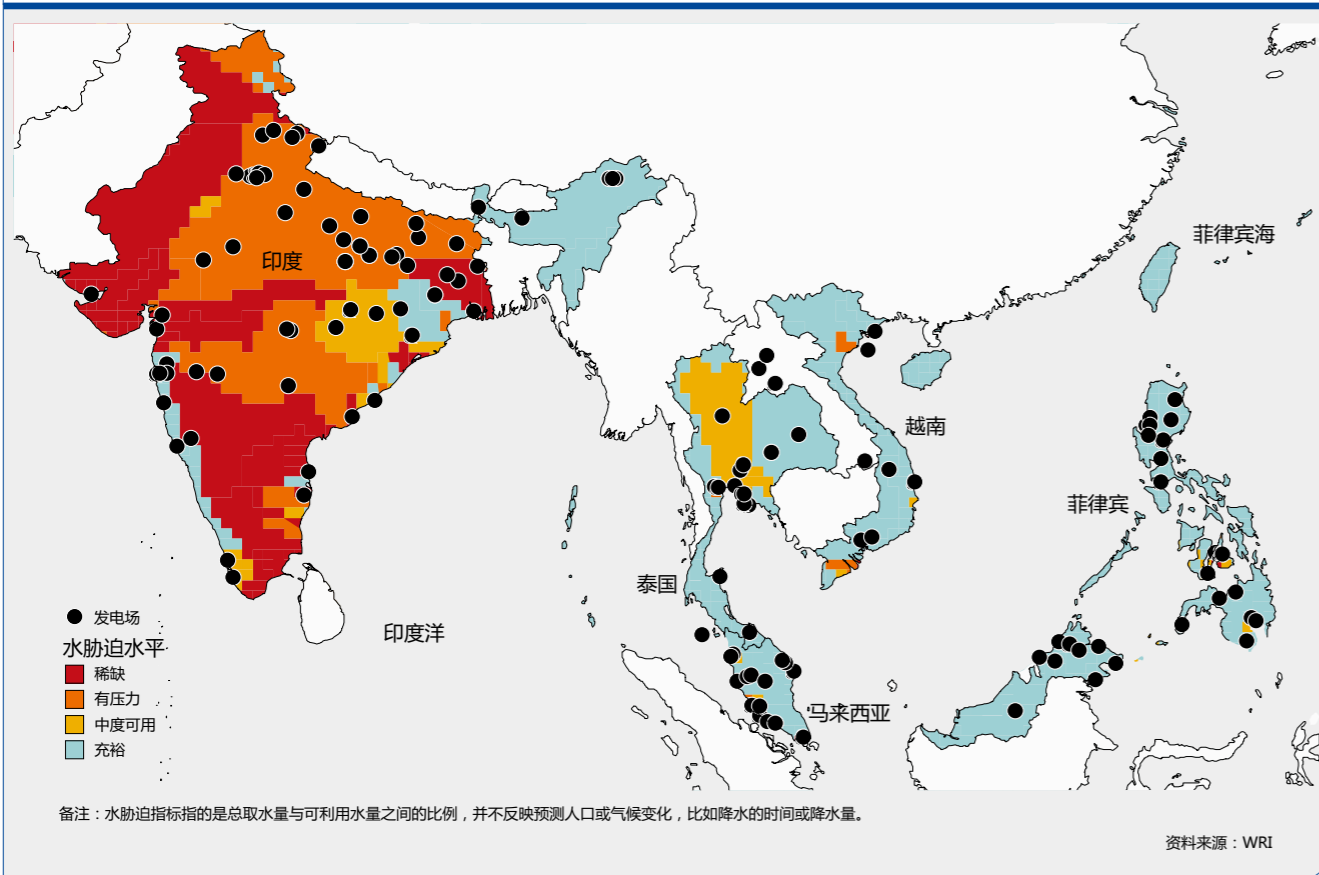 菲律宾海
印度
越南
菲律宾
泰国
印度洋
马来西亚
发电场
水胁迫水平
稀缺
有压力
中度可用
充裕
备注：水胁迫指标指的是总取水量与可利用水量之间的比例，并不反映预测人口或气候变化，比如降水的时间或降水量。
资料来源：WRI